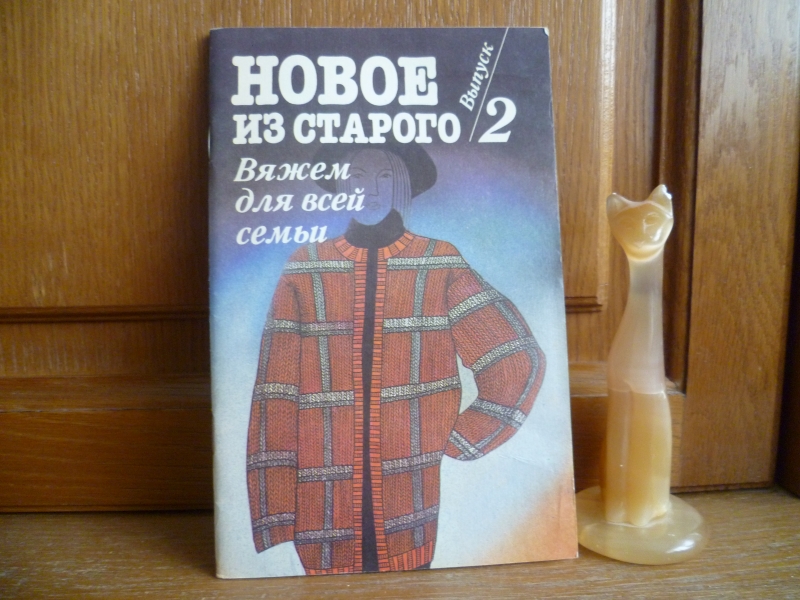 НОВОЕ
ИЗ СТАРОГО
Выпуск
2
Вяжем
для всей
семьи